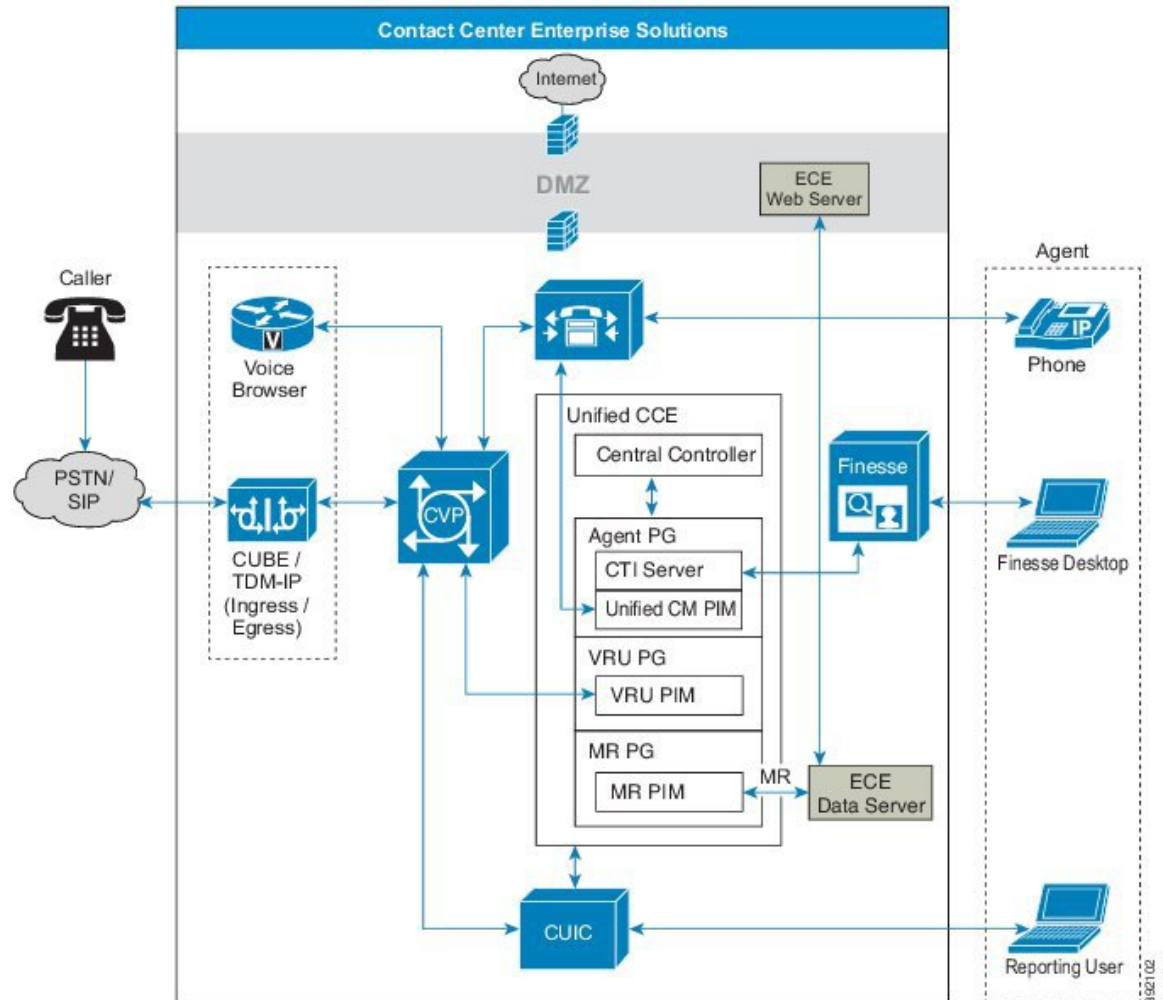 Contact Center Enterprise Solutions
Internet
DMZ
ECE
Web Server
Caller
Agent
V
Voice
Browser
IP
Phone
Unified CCE
Central Controller
PSTN/
SIP
CVP
Finesse
Agent PG
CTI Server
Unified CM PIM
CUBE /
TDM-IP
(Ingress /
Egress)
Finesse Desktop
VRU PG
VRU PIM
MR PG
MR PIM
MR
ECE
Data Server
CUIC
Reporting User